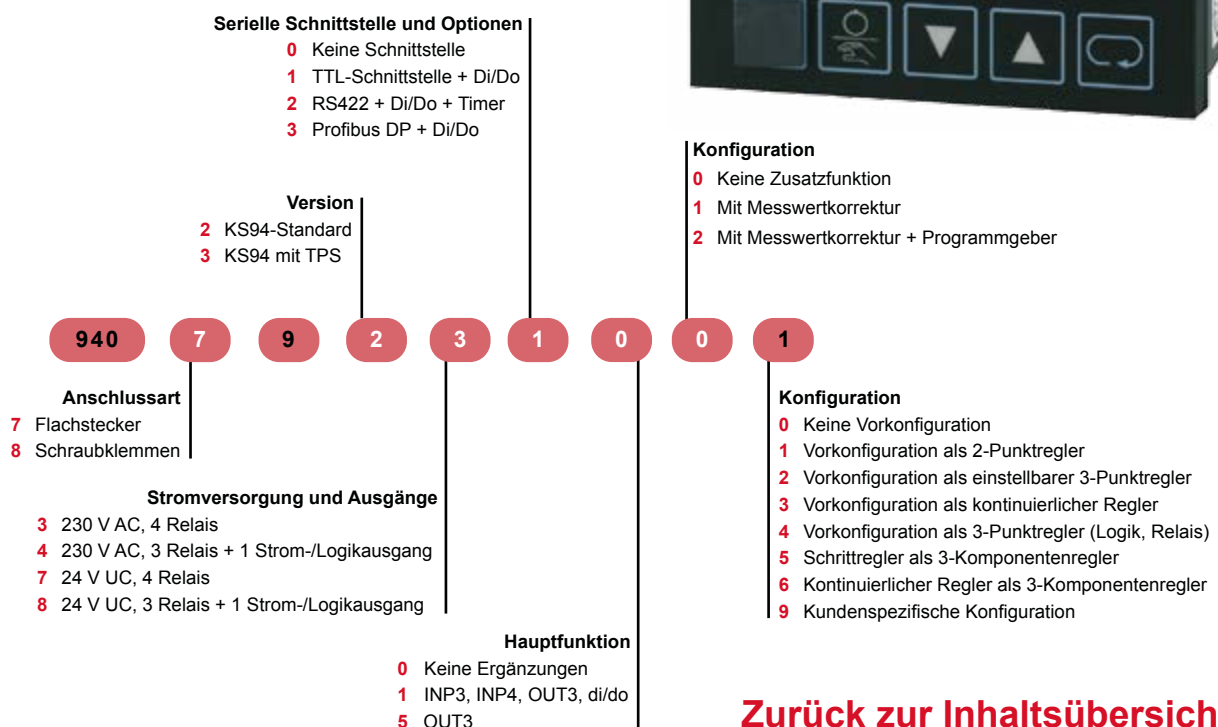 Serielle Schnittstelle und Optionen
0 Keine Schnittstelle
1 TTL-Schnittstelle + Di/Do
2 RS422 + Di/Do + Timer
3 Profibus DP + Di/Do
Konfiguration
0 Keine Zusatzfunktion
1 Mit Messwertkorrektur
2 Mit Messwertkorrektur + Programmgeber
Version
2 KS94-Standard
3 KS94 mit TPS
940 7 9 2 3 1 0 0 1
Anschlussart
7 Flachstecker
8 Schraubklemmen
Stromversorgung und Ausgänge
3 230 V AC, 4 Relais
4 230 V AC, 3 Relais + 1 Strom-/Logikausgang
7 24 V UC, 4 Relais
8 24 V UC, 3 Relais + 1 Strom-/Logikausgang
Hauptfunktion
0 Keine Ergänzungen
1 INP3, INP4, OUT3, di/do
5 OUT3
Konfiguration
0 Keine Vorkonfiguration
1 Vorkonfiguration als 2-Punktregler
2 Vorkonfiguration als einstellbarer 3-Punktregler
3 Vorkonfiguration als kontinuierlicher Regler
4 Vorkonfiguration als 3-Punktregler (Logik, Relais)
5 Schrittregler als 3-Komponentenregler
6 Kontinuierlicher Regler als 3-Komponentenregler
9 Kundenspezifische Konfiguration
Zurück zur Inhaltsübersich